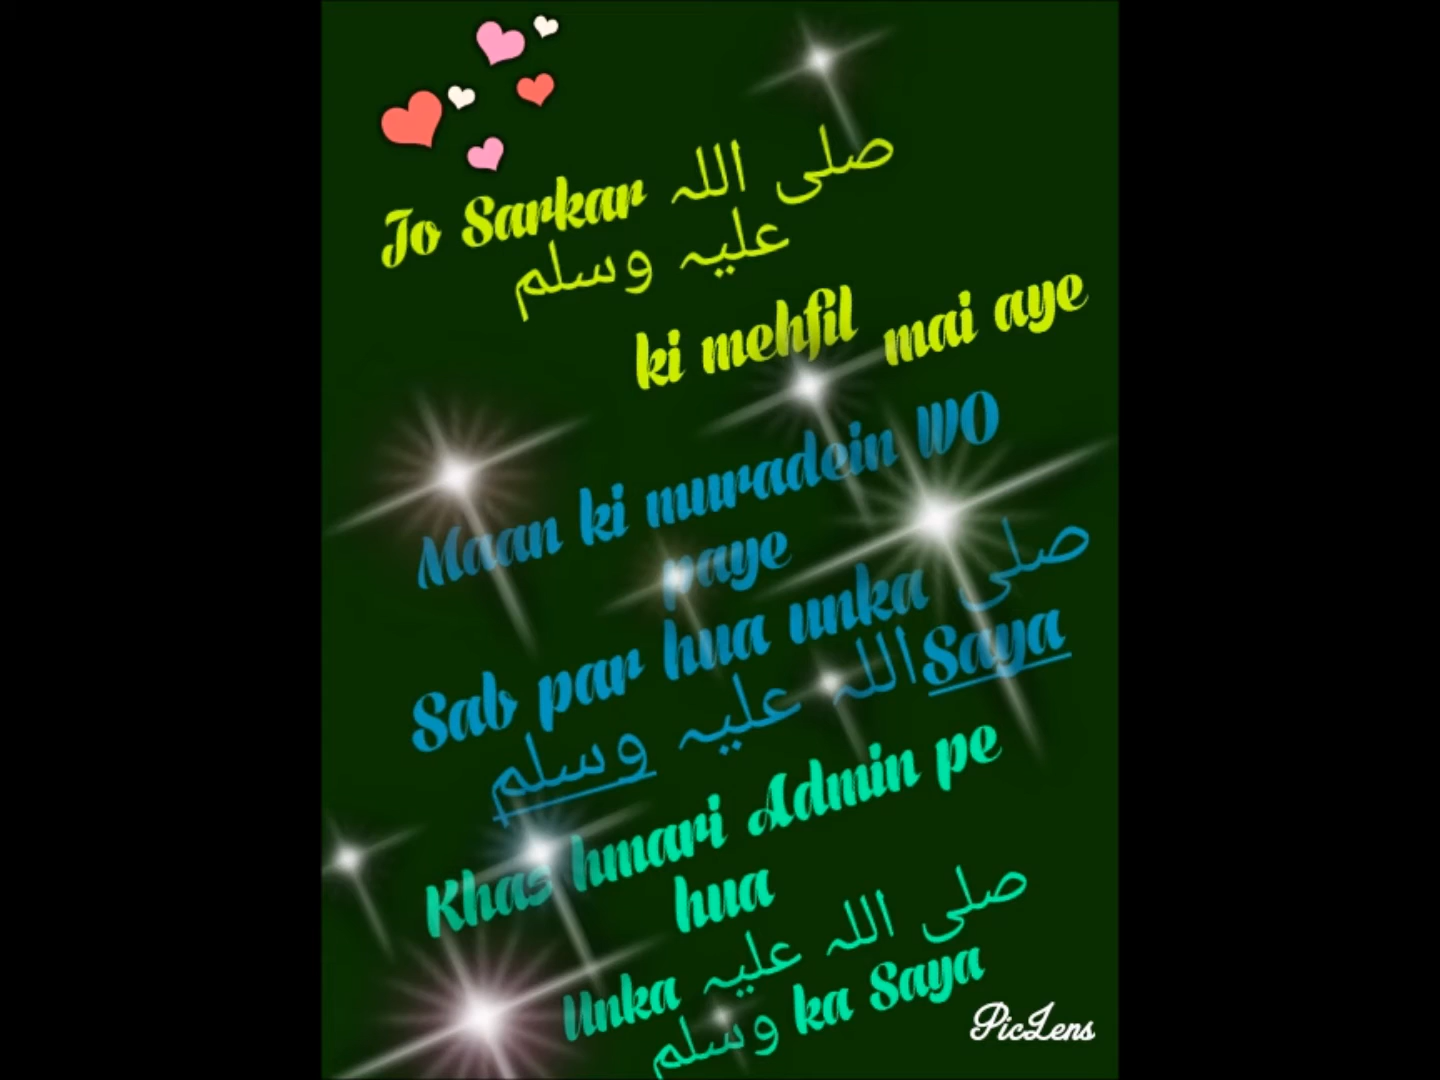 Jo Sarkar صلی اللہ
علیہ وسلم
ki mehfil mai aye
Maan ki muradein WO
paye
Sab par hua unka صلی
اللہ علیہ وسلم Saya
Khas hmari Admin pe
hua
Unka صلی اللہ علیہ
وسلم ka Saya
PicLens